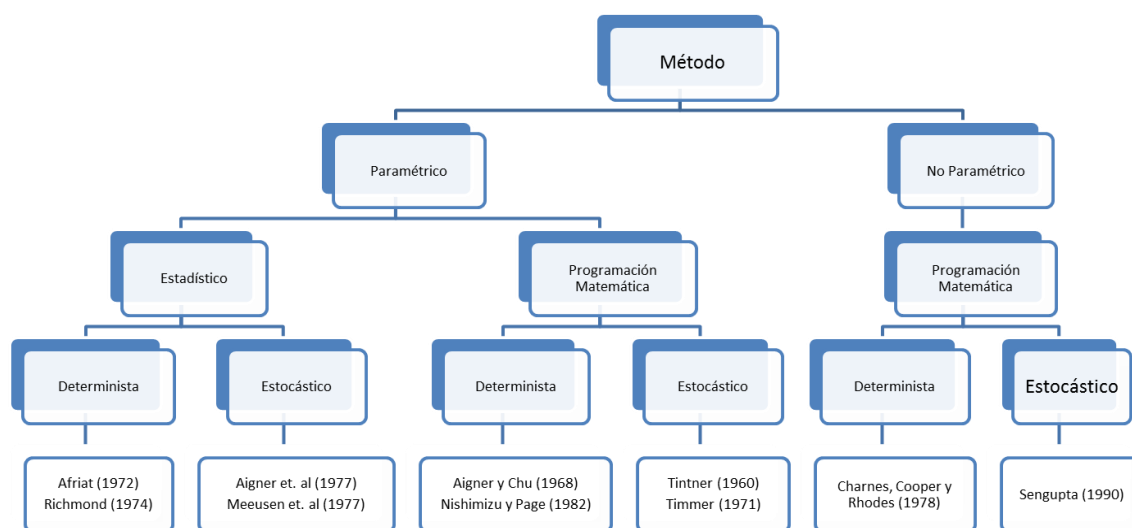 Método
Paramétrico
No Paramétrico
Estadístico
Programación
Matemática
Programación
Matemática
Determinista
Estocástico
Determinista
Estocástico
Determinista
Estocástico
Afriat (1972)
Richmond (1974)
Aigner et. al (1977)
Meeusen et. al (1977)
Aigner y Chu (1968)
Nishimizu y Page (1982)
Tintner (1960)
Timmer (1971)
Charnes, Cooper y
Rhodes (1978)
Sengupta (1990)